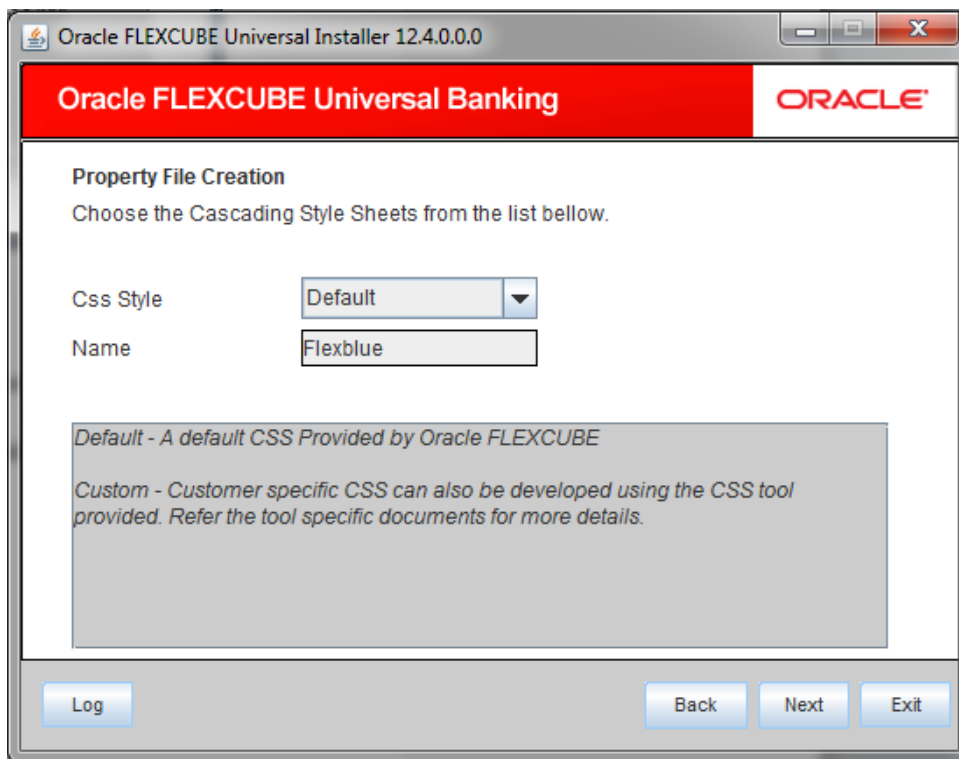 Oracle FLEXCUBE Universal Installer 12.4.0.0.0
Oracle FLEXCUBE Universal Banking
ORACLE
Property File Creation
Choose the Cascading Style Sheets from the list bellow.
Css Style
Default
Name
Flexblue
Default - A default CSS Provided by Oracle FLEXCUBE
Custom - Customer specific CSS can also be developed using the CSS tool
provided. Refer the tool specific documents for more details.
Log
Back
Next
Exit